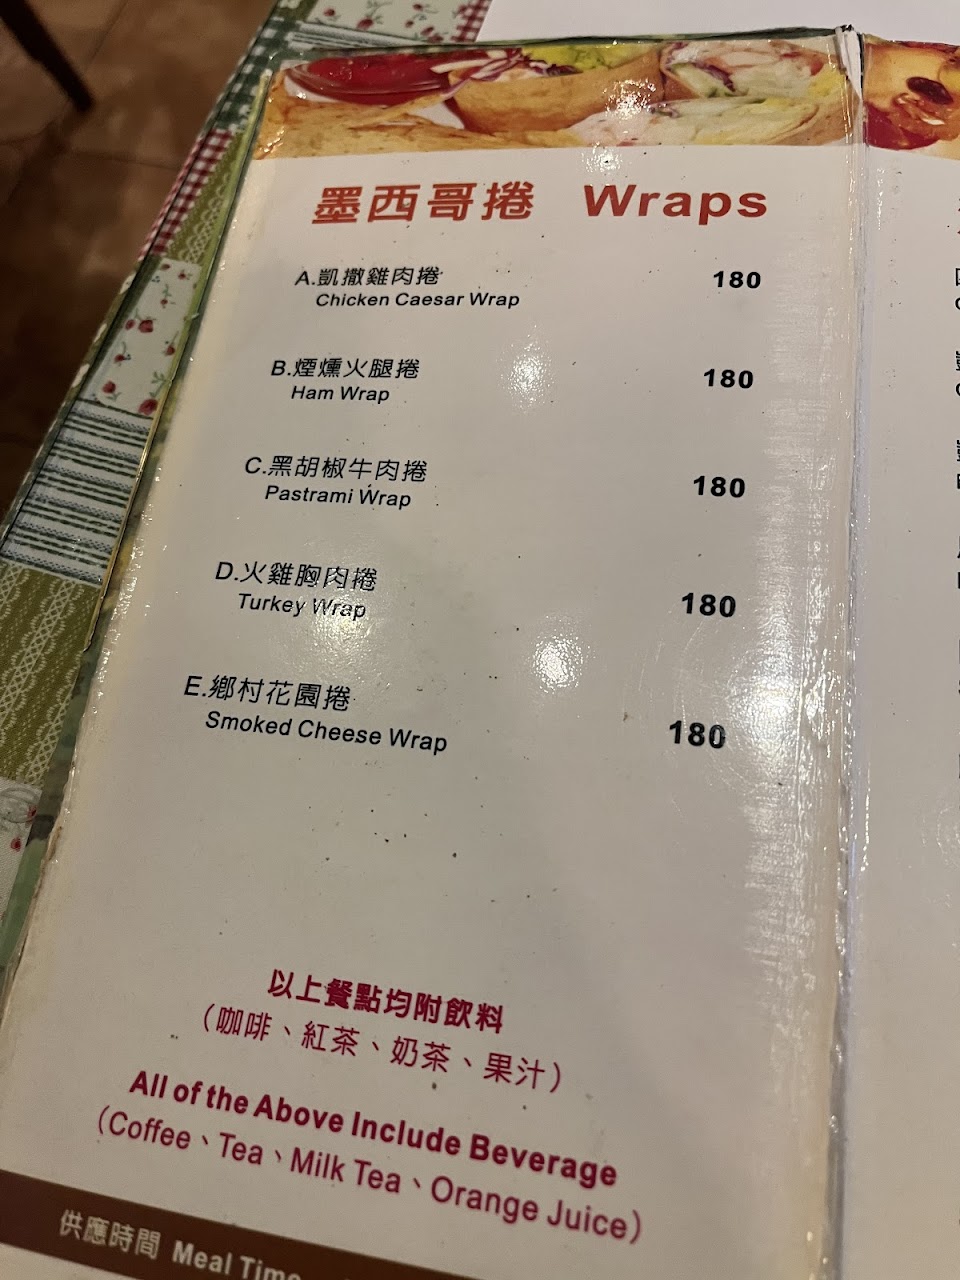 墨西哥捲 Wraps
A.凱撒雞肉捲 180
Chicken Caesar Wrap
B.煙燻火腿捲 180
Ham Wrap
C.黑胡椒牛肉捲 180
Pastrami Wrap
D.火雞胸肉捲 180
Turkey Wrap
E.鄉村花園捲 180
Smoked Cheese Wrap
以上餐點均附飲料
（咖啡、紅茶、奶茶、果汁）
All of the Above Include Beverage
（Coffee、Tea、Milk Tea、Orange Juice）
供應時間 Meal Time